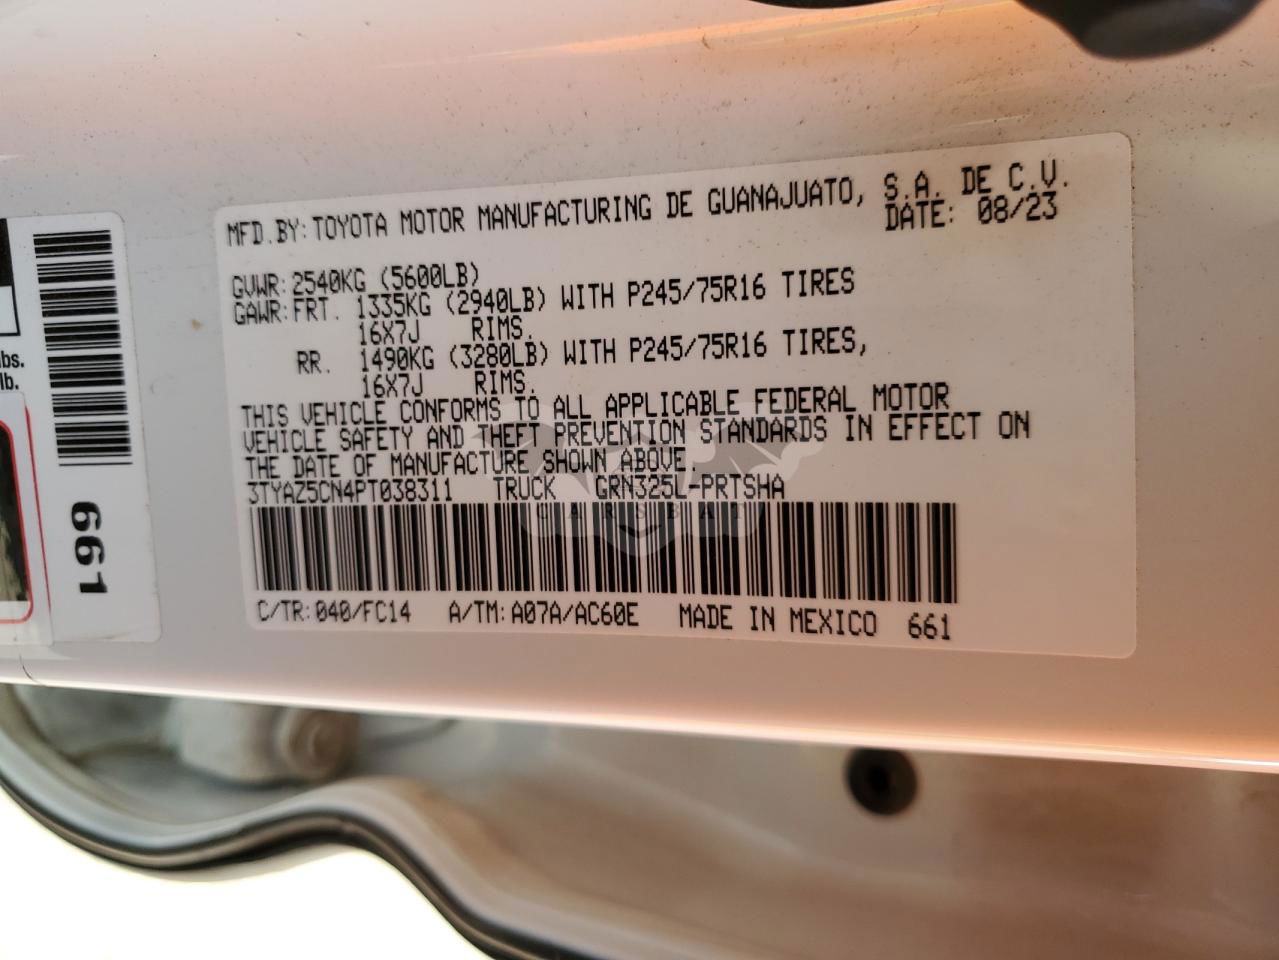 MFD.BY:TOYOTA MOTOR MANUFACTURING DE GUANAJUATO, S.A. DE C.V.
DATE: 08/23
GVWR:2540KG (5600LB)
GAWR:FRT. 1335KG (2940LB) WITH P245/75R16 TIRES
16X7J RIMS.
RR. 1490KG (3280LB) WITH P245/75R16 TIRES,
16X7J RIMS.
THIS VEHICLE CONFORMS TO ALL APPLICABLE FEDERAL MOTOR
VEHICLE SAFETY AND THEFT PREVENTION STANDARDS IN EFFECT ON
THE DATE OF MANUFACTURE SHOWN ABOVE.
3TYAZ5CN4PT038311 TRUCK GRN325L-PRTSHA
CARSBAT
C/TR:040/FC14 A/TM:A07A/AC60E MADE IN MEXICO 661
lb.
661